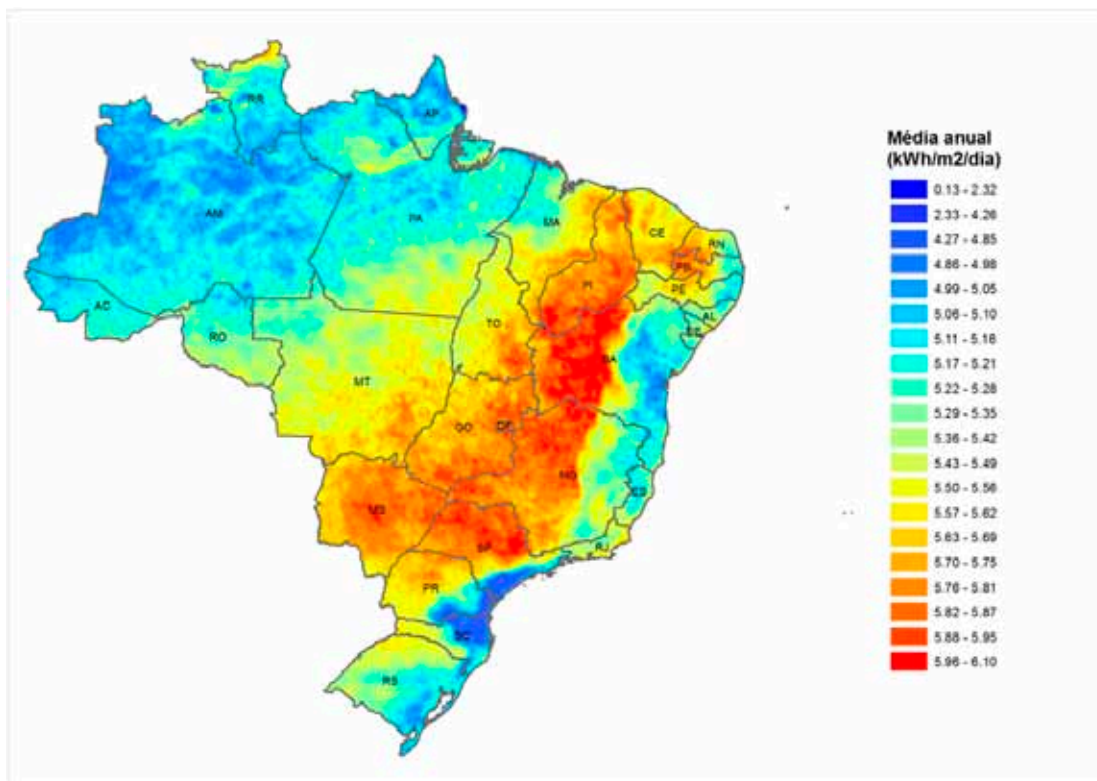 Média anual
(kWh/m2/dia)
0.13 - 2.32
2.33 - 4.26
4.27 - 4.85
4.86 - 4.98
4.99 - 5.05
5.06 - 5.10
5.11 - 5.16
5.17 - 5.21
5.22 - 5.28
5.29 - 5.35
5.36 - 5.42
5.43 - 5.49
5.50 - 5.56
5.57 - 5.62
5.63 - 5.69
5.70 - 5.75
5.76 - 5.81
5.82 - 5.87
5.88 - 5.95
5.96 - 6.10
RR
AP
AM
PA
MA
CE
RN
PB
PI
PE
AC
TO
AL
SE
RO
BA
MT
GO
DF
MG
ES
MS
SP
RJ
PR
SC
RS